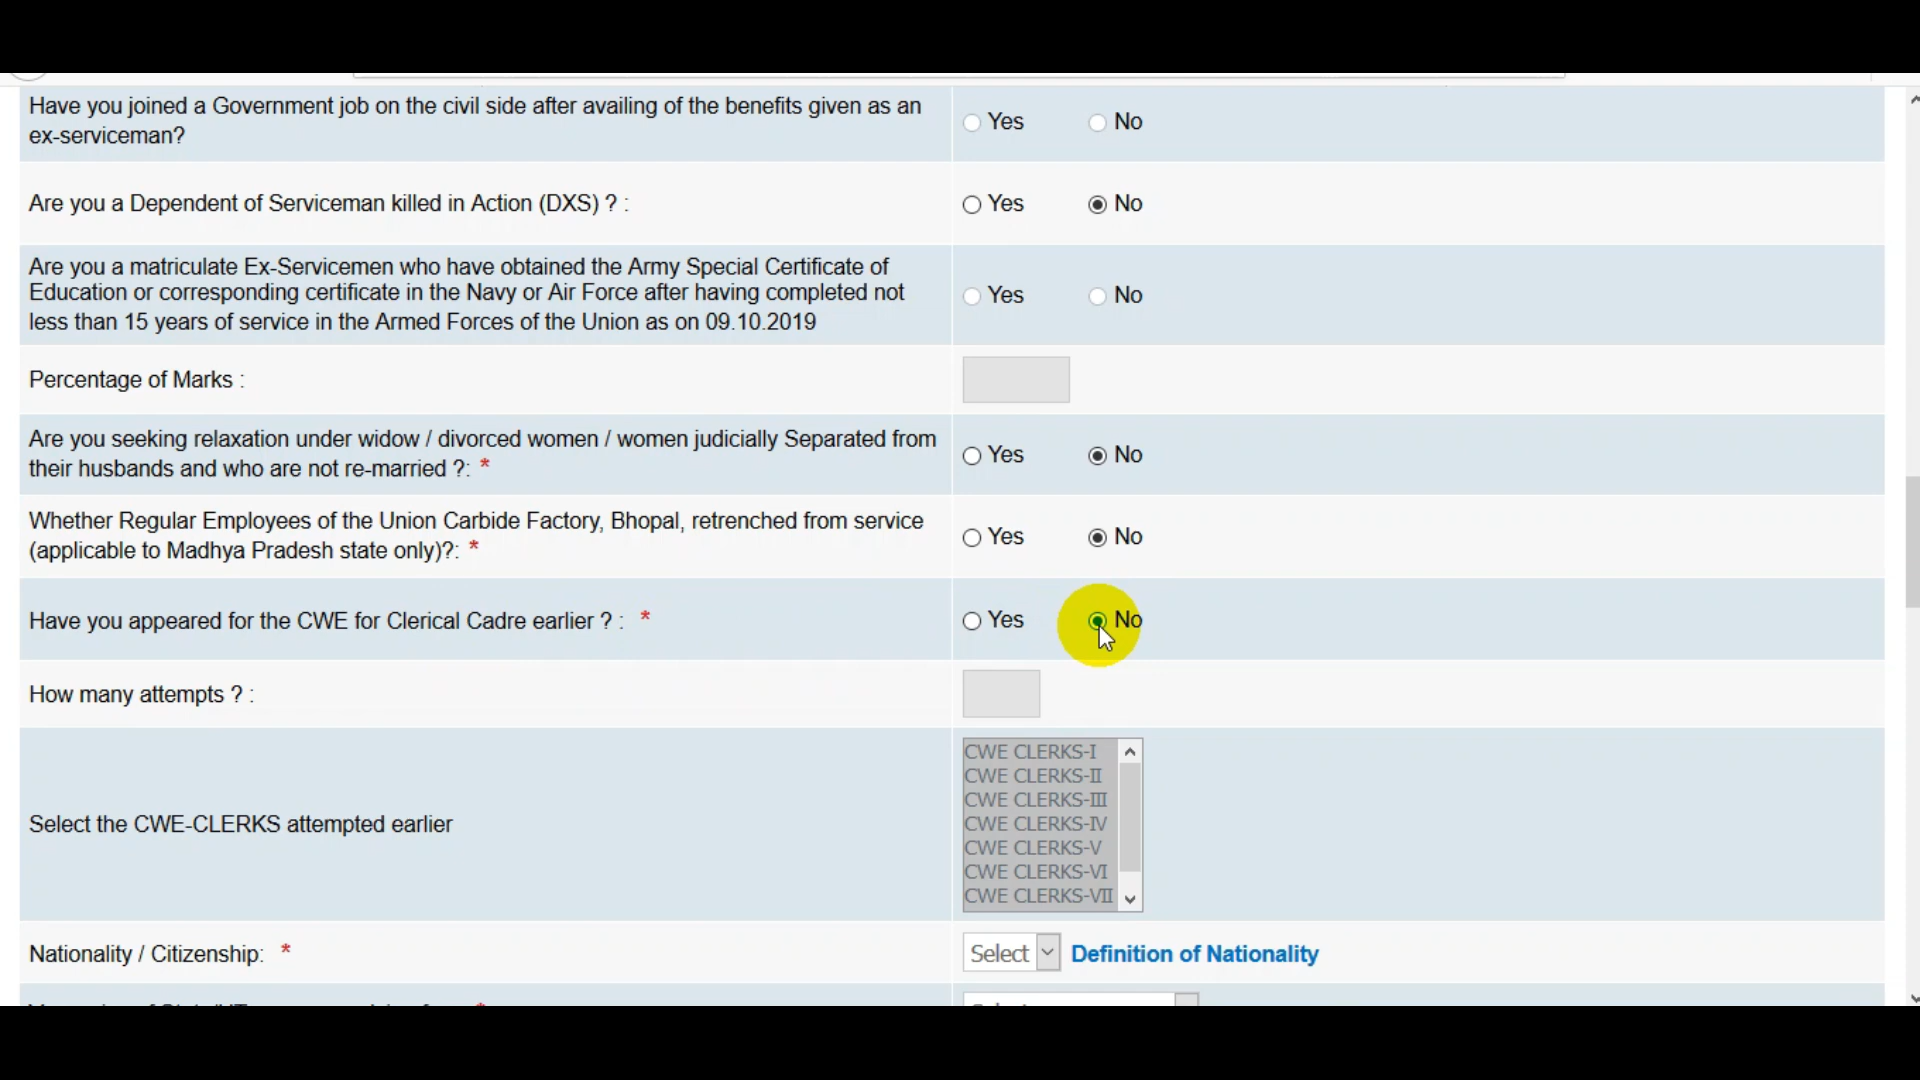 Have you joined a Government job on the civil side after availing of the benefits given as an
ex-serviceman?
Yes No
Are you a Dependent of Serviceman killed in Action (DXS) ? :
Yes No
Are you a matriculate Ex-Servicemen who have obtained the Army Special Certificate of
Education or corresponding certificate in the Navy or Air Force after having completed not
less than 15 years of service in the Armed Forces of the Union as on 09.10.2019
Yes No
Percentage of Marks :
Are you seeking relaxation under widow / divorced women / women judicially Separated from
their husbands and who are not re-married ?: *
Yes No
Whether Regular Employees of the Union Carbide Factory, Bhopal, retrenched from service
(applicable to Madhya Pradesh state only)?: *
Yes No
Have you appeared for the CWE for Clerical Cadre earlier ? : *
Yes No
How many attempts ? :
Select the CWE-CLERKS attempted earlier
CWE CLERKS-I
CWE CLERKS-II
CWE CLERKS-III
CWE CLERKS-IV
CWE CLERKS-V
CWE CLERKS-VI
CWE CLERKS-VII
Nationality / Citizenship: *
Select Definition of Nationality